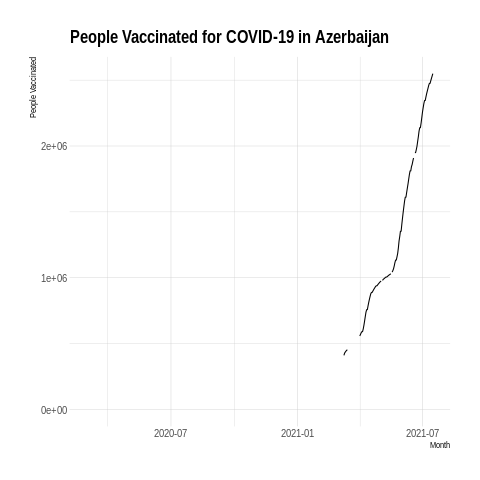 People Vaccinated for COVID-19 in Azerbaijan
People Vaccinated
2e+06
1e+06
0e+00
2020-07
2021-01
2021-07
Month